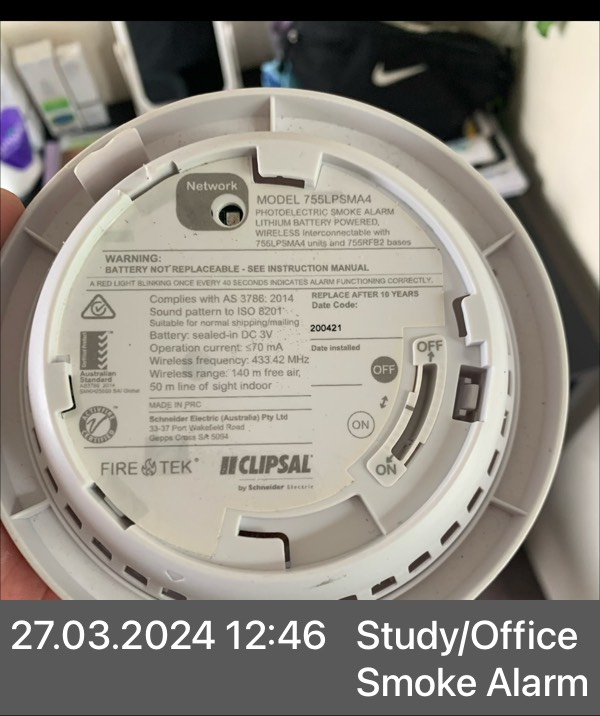 Network
MODEL 755LPSMA4
PHOTOELECTRIC SMOKE ALARM
LITHIUM BATTERY POWERED,
WIRELESS Interconnectable with
755LPSMA4 units and 755RFB2 bases
WARNING:
BATTERY NOT REPLACEABLE - SEE INSTRUCTION MANUAL
A RED LIGHT BLINKING ONCE EVERY 40 SECONDS INDICATES ALARM FUNCTIONING CORRECTLY.
Complies with AS 3786: 2014
Sound pattern to ISO 8201
Suitable for normal shipping/mailing
Battery: sealed-in DC 3V
Operation current: ≤70 mA
Wireless frequency: 433.42 MHz
Wireless range: 140 m free air,
50 m line of sight indoor
REPLACE AFTER 10 YEARS
Date Code:
200421
Date installed
OFF
ON
OFF
ON
Australian
Standard
MADE IN PRC
Schneider Electric (Australia) Pty Ltd
33-37 Port Wakefield Road
Gepps Cross SA 5094
FIRE TEK
CLIPSAL
by Schneider Electric
27.03.2024 12:46
Study/Office
Smoke Alarm